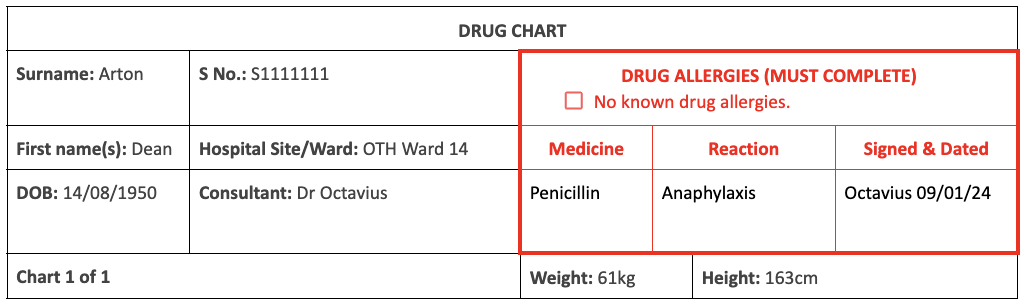 DRUG CHART
Surname: Arton
S No.: S1111111
DRUG ALLERGIES (MUST COMPLETE)
No known drug allergies.
First name(s): Dean
Hospital Site/Ward: OTH Ward 14
Medicine
Reaction
Signed & Dated
DOB: 14/08/1950
Consultant: Dr Octavius
Penicillin
Anaphylaxis
Octavius 09/01/24
Chart 1 of 1
Weight: 61kg
Height: 163cm